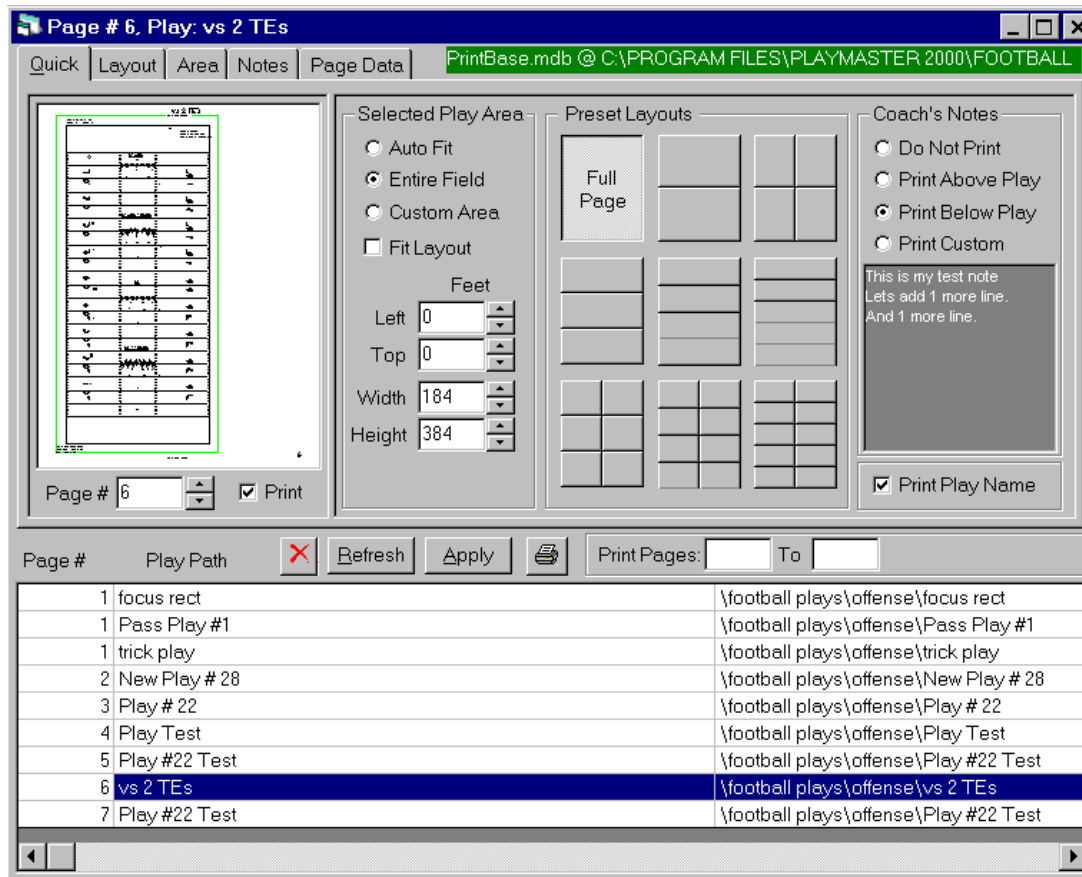 Page # 6, Play: vs 2 TEs
Quick Layout Area Notes Page Data PrintBase.mdb @ C:\PROGRAM FILES\PLAYMASTER 2000\FOOTBALL
vs 2 TEs
Page # 6 Print
Selected Play Area
Auto Fit
Entire Field
Custom Area
Fit Layout
Feet
Left 0
Top 0
Width 184
Height 384
Preset Layouts
Full
Page
Coach's Notes
Do Not Print
Print Above Play
Print Below Play
Print Custom
This is my test note
Lets add 1 more line.
And 1 more line.
Print Play Name
Page # Play Path Refresh Apply Print Pages: To
1 focus rect \football plays\offense\focus rect
1 Pass Play #1 \football plays\offense\Pass Play #1
1 trick play \football plays\offense\trick play
2 New Play # 28 \football plays\offense\New Play # 28
3 Play # 22 \football plays\offense\Play # 22
4 Play Test \football plays\offense\Play Test
5 Play #22 Test \football plays\offense\Play #22 Test
6 vs 2 TEs \football plays\offense\vs 2 TEs
7 Play #22 Test \football plays\offense\Play #22 Test